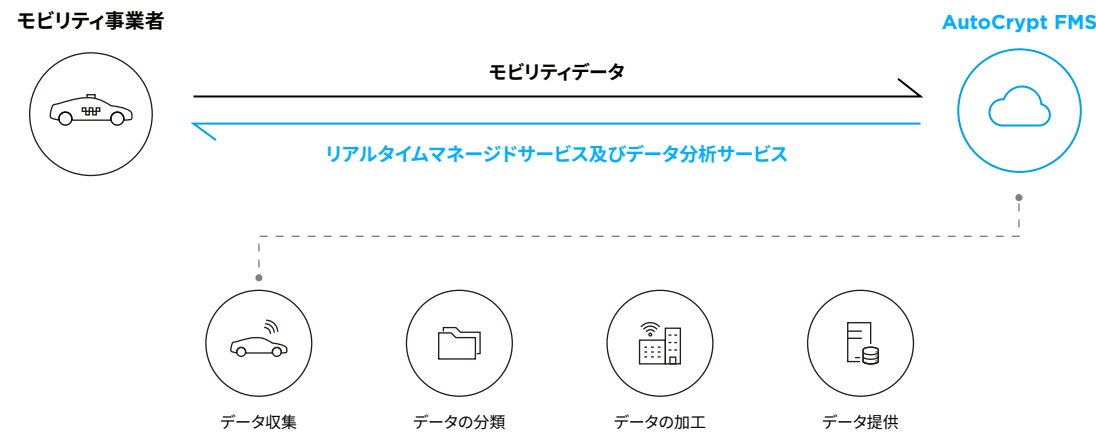 モビリティ事業者
AutoCrypt FMS
モビリティデータ
リアルタイムマネージドサービス及びデータ分析サービス
データ収集
データの分類
データの加工
データ提供